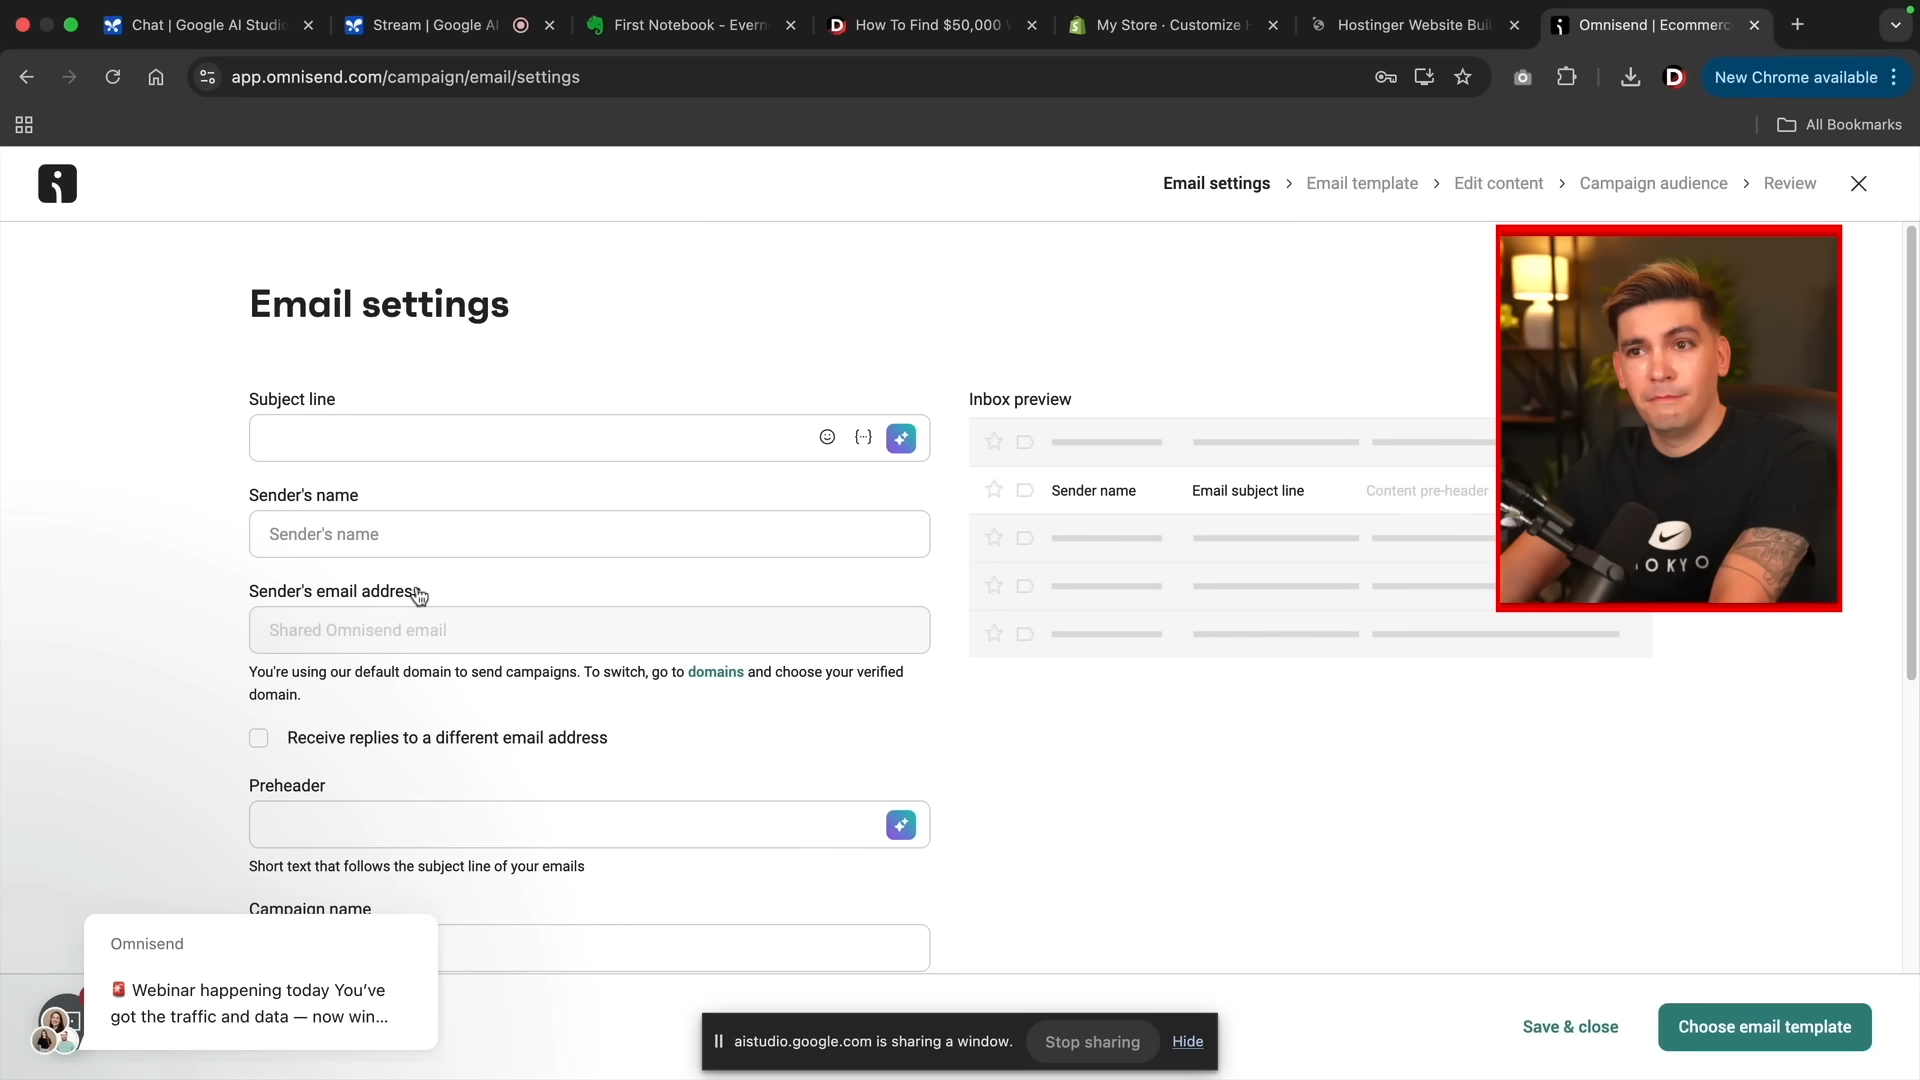 Chat | Google AI Studio
Stream | Google AI
First Notebook - Evern
How To Find $50,000
My Store · Customize
Hostinger Website Buil
Omnisend | Ecommerc
app.omnisend.com/campaign/email/settings
D
New Chrome available
All Bookmarks
Email settings > Email template > Edit content > Campaign audience > Review
Email settings
Subject line
Inbox preview
Sender name
Email subject line
Content pre-header
Sender's name
Sender's name
Sender's email address
Shared Omnisend email
You're using our default domain to send campaigns. To switch, go to domains and choose your verified
domain.
Receive replies to a different email address
Preheader
Short text that follows the subject line of your emails
Campaign name
Omnisend
🚨 Webinar happening today You've
got the traffic and data — now win...
aistudio.google.com is sharing a window.
Stop sharing
Hide
Save & close
Choose email template